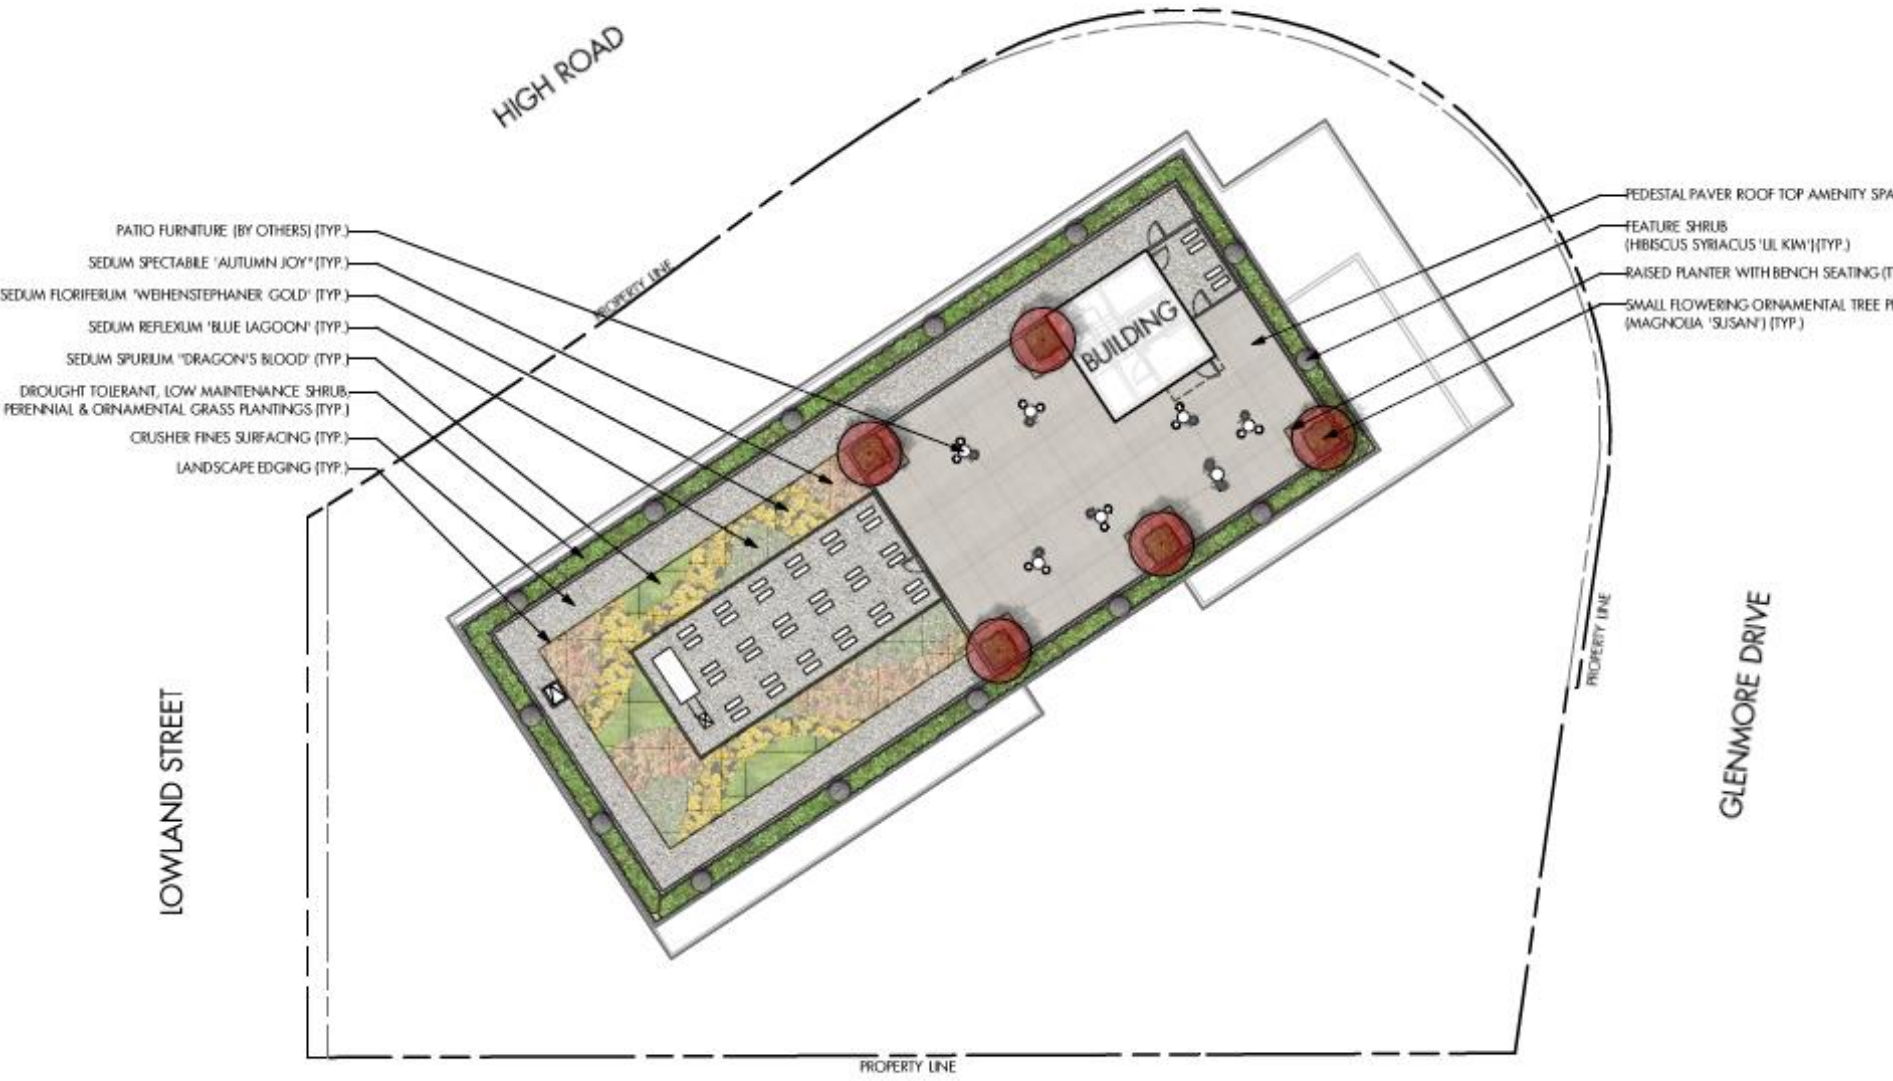 HIGH ROAD
PROPERTY LINE
PATIO FURNITURE (BY OTHERS) (TYP.)
SEDUM SPECTABILE 'AUTUMN JOY" (TYP.)
SEDUM FLORIFERUM 'WEIHENSTEPHANER GOLD' (TYP.)
SEDUM REFLEXUM 'BLUE LAGOON' (TYP.)
SEDUM SPURIUM "DRAGON'S BLOOD' (TYP.)
DROUGHT TOLERANT, LOW MAINTENANCE SHRUB,
PERENNIAL & ORNAMENTAL GRASS PLANTINGS (TYP.)
CRUSHER FINES SURFACING (TYP.)
LANDSCAPE EDGING (TYP.)
BUILDING
PEDESTAL PAVER ROOF TOP AMENITY SPA
FEATURE SHRUB
(HIBISCUS SYRIACUS 'LIL KIM')(TYP.)
RAISED PLANTER WITH BENCH SEATING (T
SMALL FLOWERING ORNAMENTAL TREE
(MAGNOLIA 'SUSAN') (TYP.)
LOWLAND STREET
PROPERTY LINE
GLENMORE DRIVE
PROPERTY LINE